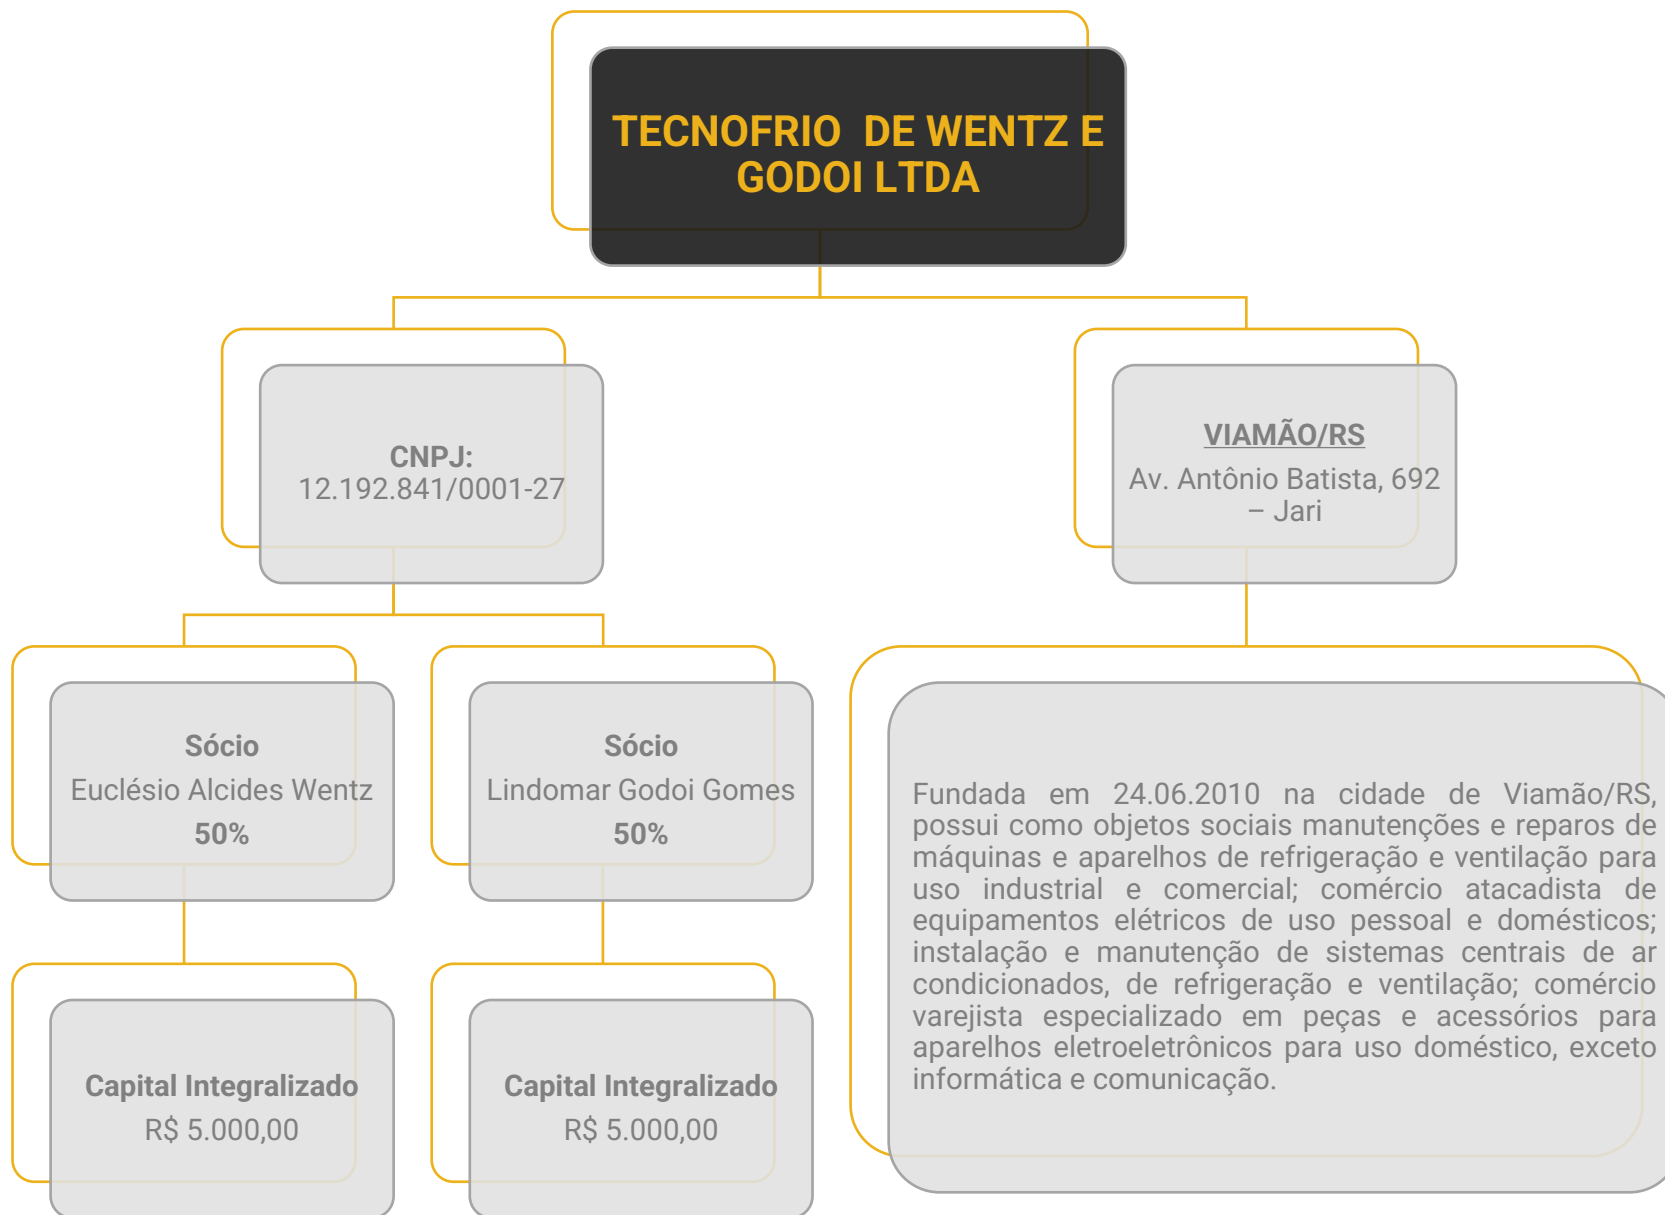 TECNOFRIO DE WENTZ E
GODOI LTDA
CNPJ:
12.192.841/0001-27
VIAMÃO/RS
Av. Antônio Batista, 692
– Jari
Sócio
Euclésio Alcides Wentz
50%
Sócio
Lindomar Godoi Gomes
50%
Capital Integralizado
R$ 5.000,00
Capital Integralizado
R$ 5.000,00
Fundada em 24.06.2010 na cidade de Viamão/RS,
possui como objetos sociais manutenções e reparos de
máquinas e aparelhos de refrigeração e ventilação para
uso industrial e comercial; comércio atacadista de
equipamentos elétricos de uso pessoal e domésticos;
instalação e manutenção de sistemas centrais de ar
condicionados, de refrigeração e ventilação; comércio
varejista especializado em peças e acessórios para
aparelhos eletroeletrônicos para uso doméstico, exceto
informática e comunicação.